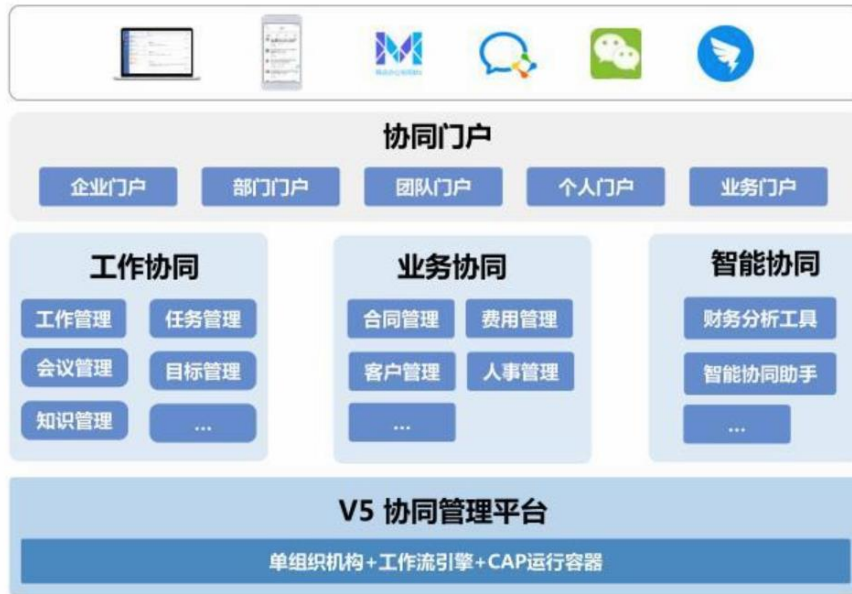 协同门户
企业门户
部门门户
团队门户
个人门户
业务门户
工作协同
工作管理
任务管理
会议管理
目标管理
知识管理
...
业务协同
合同管理
费用管理
客户管理
人事管理
...
智能协同
财务分析工具
智能协同助手
...
V5 协同管理平台
单组织机构+工作流引擎+CAP运行容器